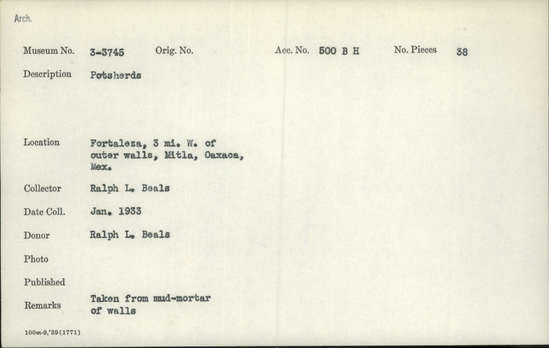 Arch.
Museum No. 3-3745 Orig. No. Acc. No. 500 B H No. Pieces 38
Description Potsherds
Location Fortaleza, 3 mi. W. of
outer walls, Mitla, Oaxaca,
Mex.
Collector Ralph L. Beals
Date Coll. Jan. 1933
Donor Ralph L. Beals
Photo
Published
Remarks Taken from mud-mortar
of walls
100m-9,'39(1771)